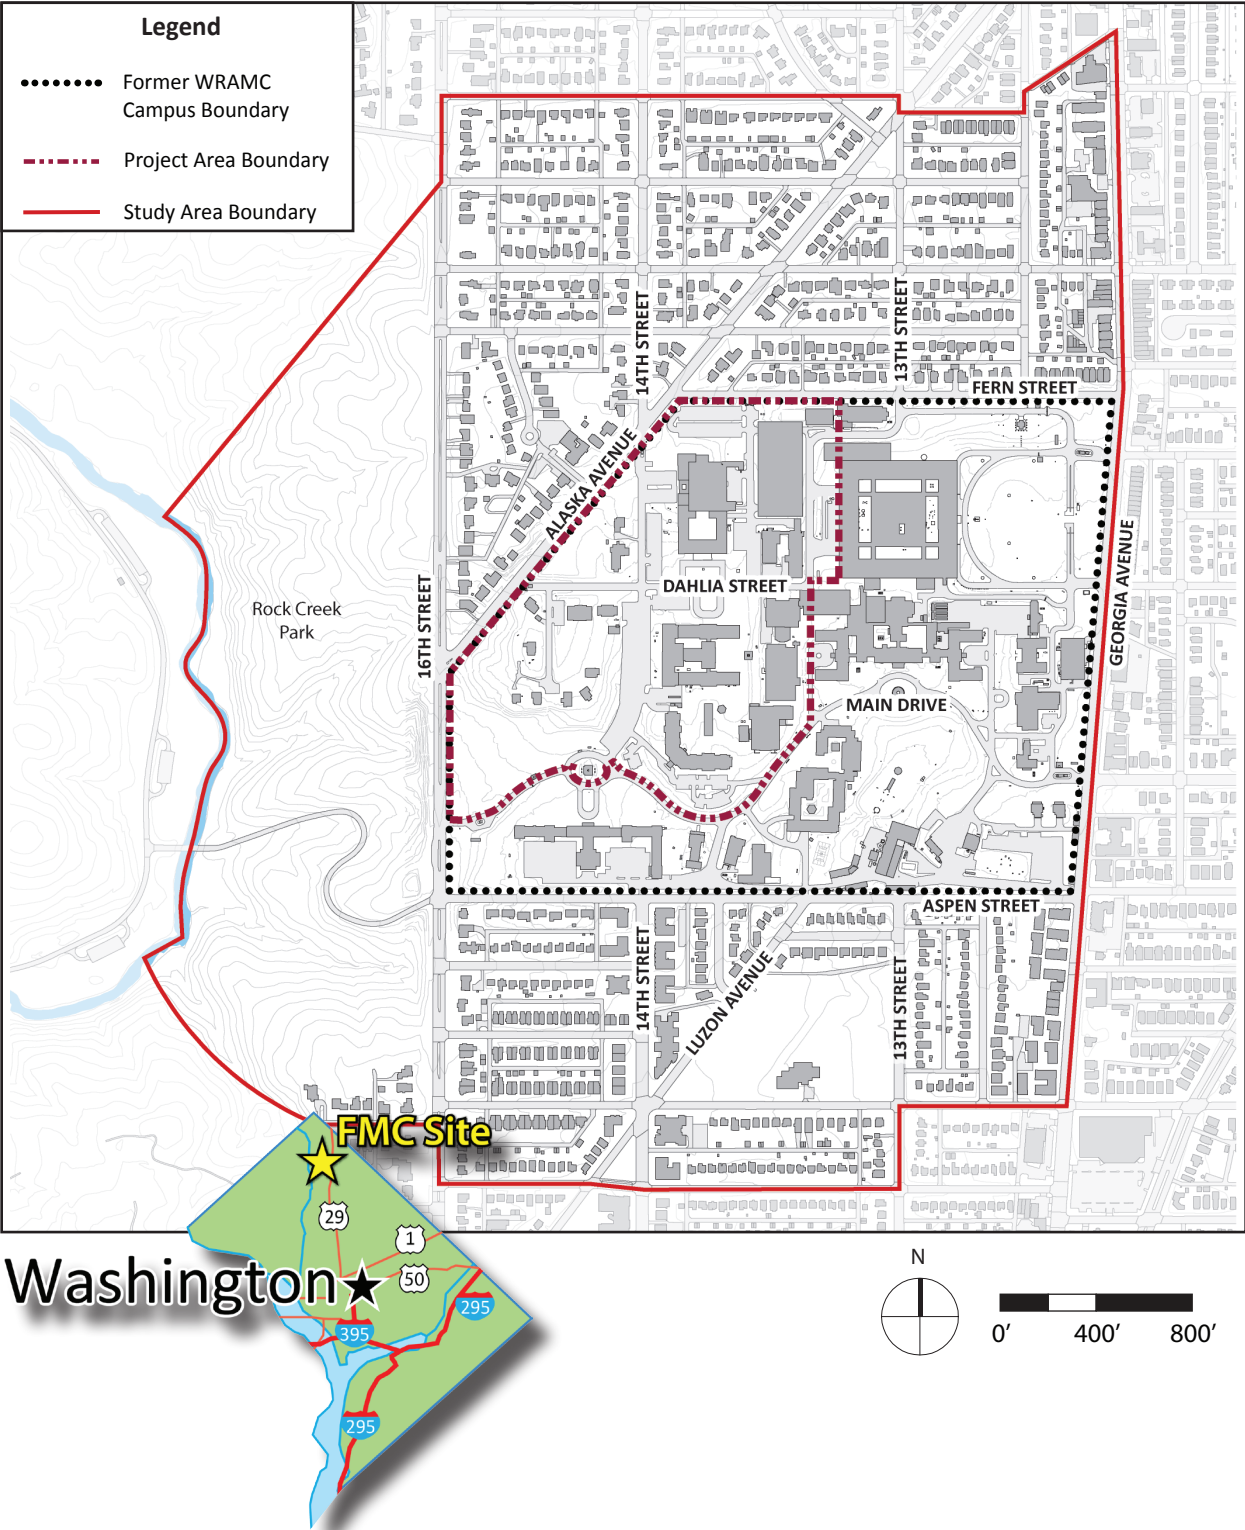 Legend
Former WRAMC
Campus Boundary
Project Area Boundary
Study Area Boundary
14TH STREET
13TH STREET
FERN STREET
ALASKA AVENUE
GEORGIA AVENUE
DAHLIA STREET
16TH STREET
Rock Creek
Park
MAIN DRIVE
ASPEN STREET
14TH STREET
LUZON AVENUE
13TH STREET
FMC Site
29
1
50
Washington
295
395
295
N
0’ 400’ 800’